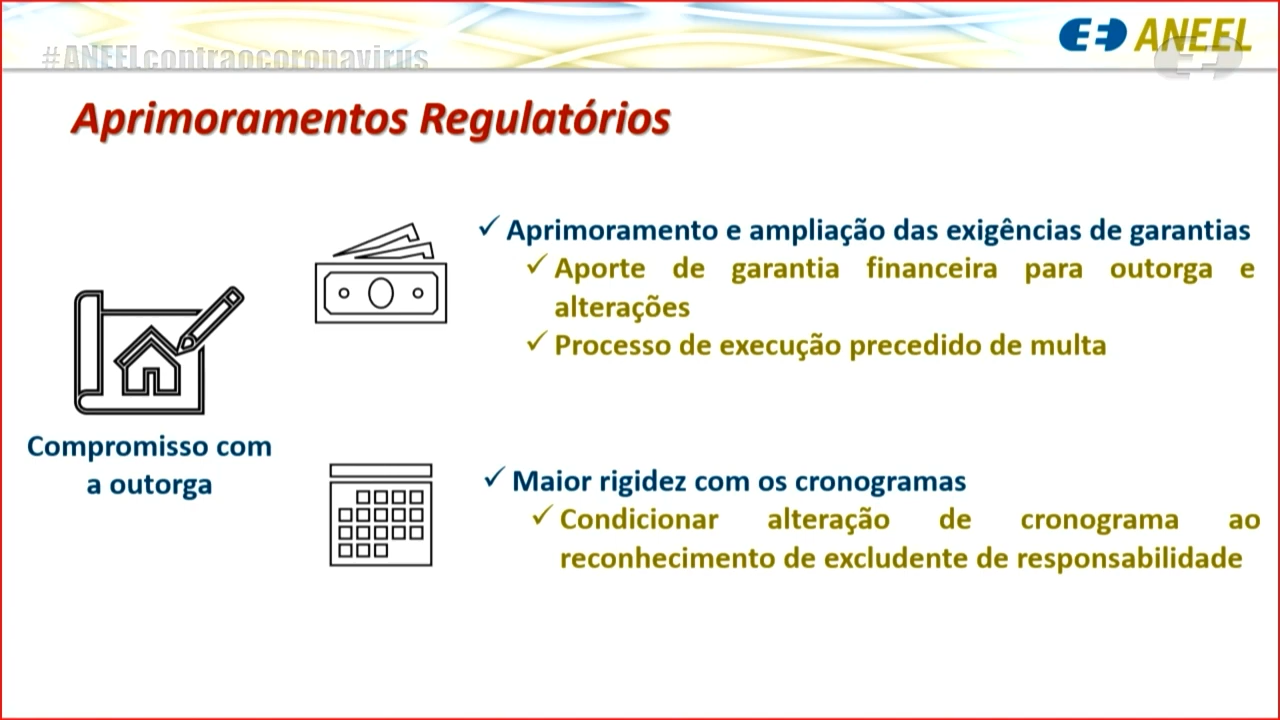 #ANEELcontraocoronavirus
ANEEL
Aprimoramentos Regulatórios
✓ Aprimoramento e ampliação das exigências de garantias
✓ Aporte de garantia financeira para outorga e
alterações
✓ Processo de execução precedido de multa
Compromisso com
a outorga
✓ Maior rigidez com os cronogramas
✓ Condicionar alteração de cronograma ao
reconhecimento de excludente de responsabilidade